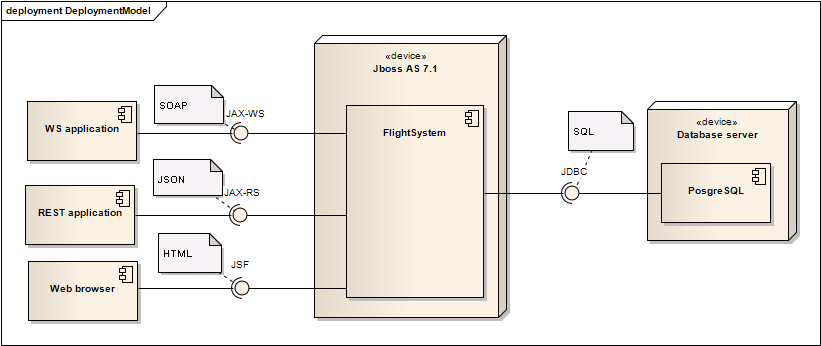 deployment DeploymentModel
«device»
Jboss AS 7.1
SOAP
JAX-WS
WS application
FlightSystem
SQL
«device»
Database server
JDBC
PosgreSQL
JSON
JAX-RS
REST application
HTML
JSF
Web browser